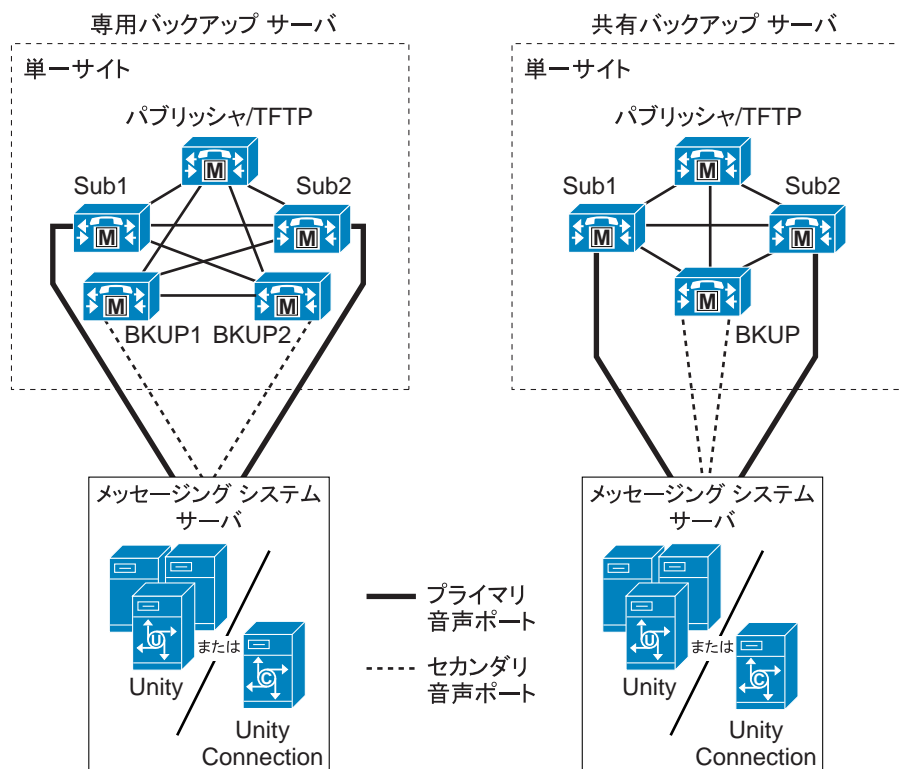 専用バックアップ サーバ
単一サイト
パブリッシャ/TFTP
Sub1
Sub2
M
M
M
M
M
BKUP1
BKUP2
メッセージング システム
サーバ
U
または
C
Unity
Unity
Connection
プライマリ
音声ポート
セカンダリ
音声ポート
共有バックアップ サーバ
単一サイト
パブリッシャ/TFTP
Sub1
Sub2
M
M
M
M
BKUP
メッセージング システム
サーバ
U
または
C
Unity
Unity
Connection